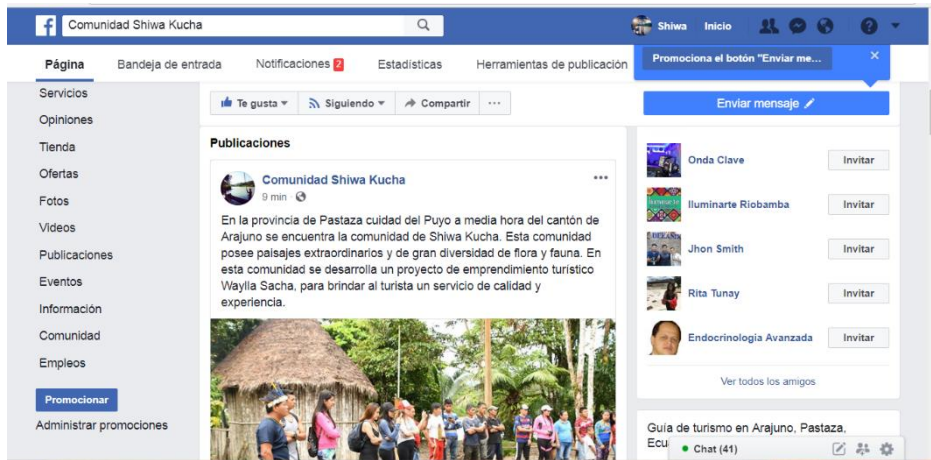 Comunidad Shiwa Kucha
Shiwa Inicio
Página Bandeja de entrada Notificaciones 2 Estadísticas Herramientas de publicación
Promociona el botón "Enviar me...
Servicios
Opiniones
Tienda
Ofertas
Fotos
Videos
Publicaciones
Eventos
Información
Comunidad
Empleos
Promocionar
Administrar promociones
Te gusta Siguiendo Compartir ...
Publicaciones
Comunidad Shiwa Kucha
9 min
En la provincia de Pastaza cuidad del Puyo a media hora del cantón de
Arajuno se encuentra la comunidad de Shiwa Kucha. Esta comunidad
posee paisajes extraordinarios y de gran diversidad de flora y fauna. En
esta comunidad se desarrolla un proyecto de emprendimiento turístico
Waylla Sacha, para brindar al turista un servicio de calidad y
experiencia.
Enviar mensaje
Onda Clave Invitar
Iluminarte Riobamba Invitar
Jhon Smith Invitar
Rita Tunay Invitar
Endocrinologia Avanzada Invitar
Ver todos los amigos
Guía de turismo en Arajuno, Pastaza,
Chat (41)